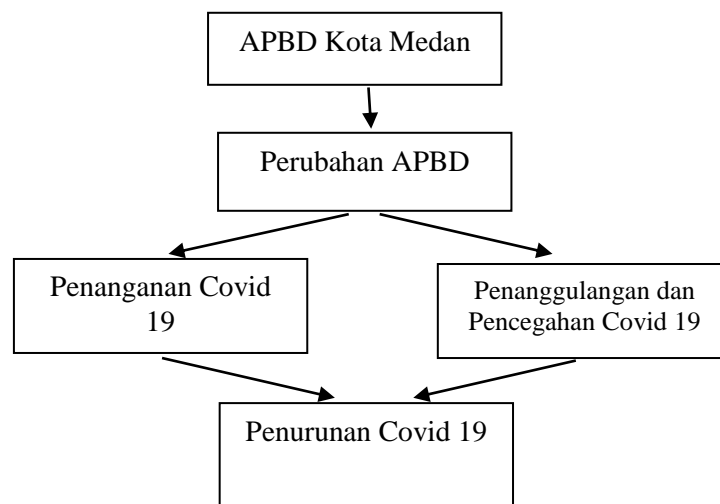 APBD Kota Medan
Perubahan APBD
Penanganan Covid
19
Penanggulangan dan
Pencegahan Covid 19
Penurunan Covid 19